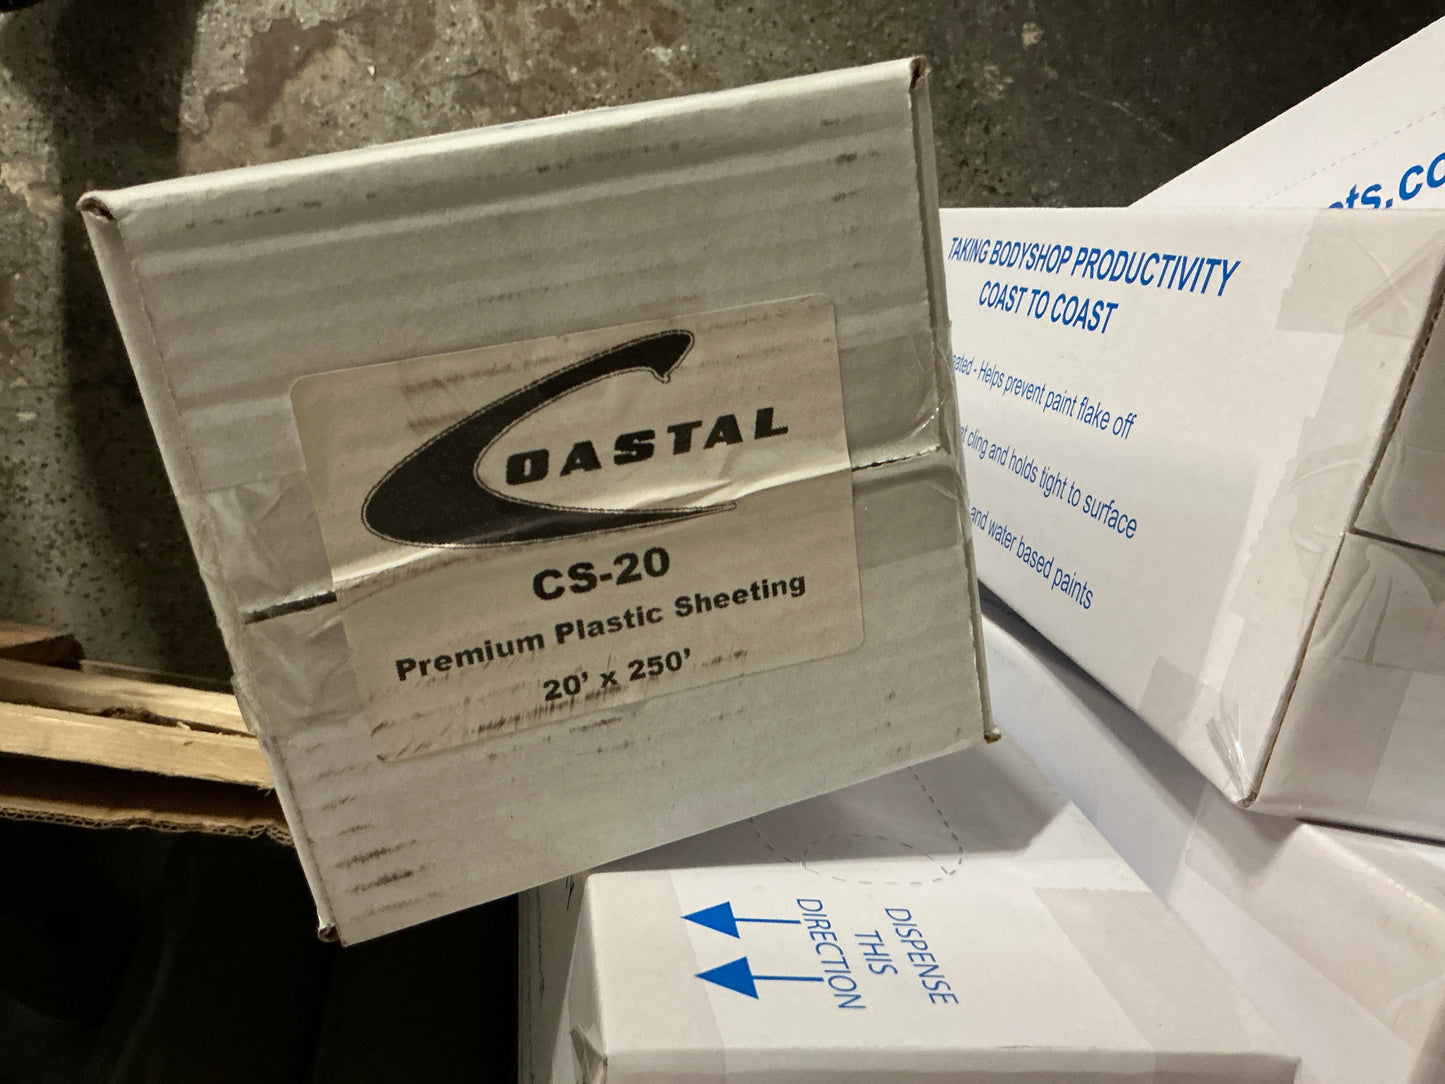 COASTAL
CS-20
Premium Plastic Sheeting
20' x 250'
TAKING BODYSHOP PRODUCTIVITY
COAST TO COAST
- Helps prevent paint flake off
cling and holds tight to surface
and water based paints
DISPENSE
THIS
DIRECTION